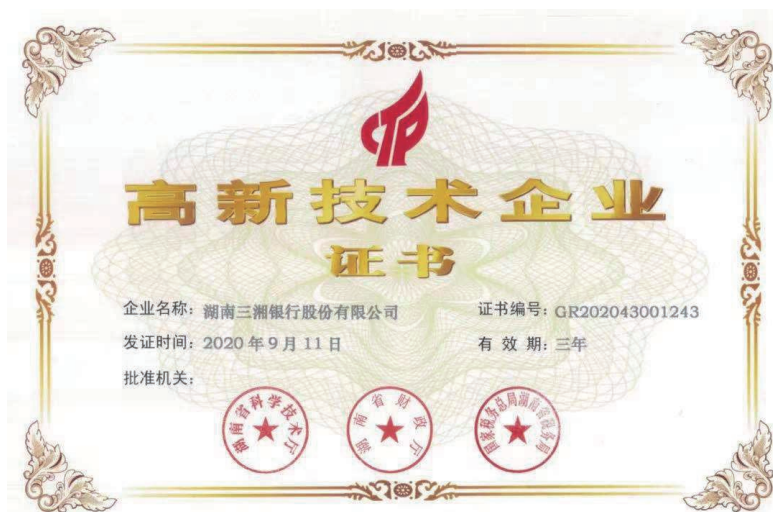 高新技术企业
证书
企业名称：湖南三湘银行股份有限公司
证书编号：GR202043001243
发证时间：2020年9月11日
有 效 期：三年
批准机关：
湖南省科学技术厅
湖南省财政厅
国家税务总局湖南省税务局